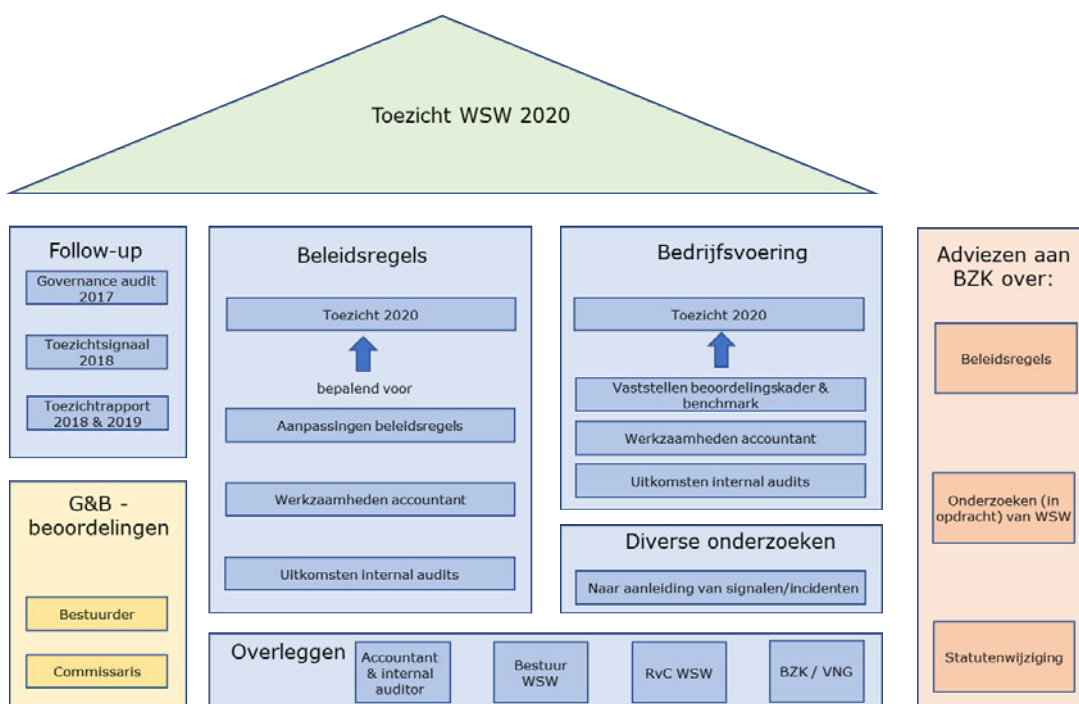 Toezicht WSW 2020
Follow-up
Governance audit
2017
Toezichtsignaal
2018
Toezichtrapport
2018 & 2019
G&B -
beoordelingen
Bestuurder
Commissaris
Beleidsregels
Toezicht 2020
bepalend voor
Aanpassingen beleidsregels
Werkzaamheden accountant
Uitkomsten internal audits
Bedrijfsvoering
Toezicht 2020
Vaststellen beoordelingskader &
benchmark
Werkzaamheden accountant
Uitkomsten internal audits
Diverse onderzoeken
Naar aanleiding van signalen/incidenten
Overleggen
Accountant
& internal
auditor
Bestuur
WSW
RvC WSW
BZK / VNG
Adviezen aan
BZK over:
Beleidsregels
Onderzoeken (in
opdracht) van WSW
Statutenwijziging